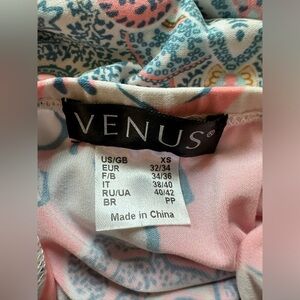 VENUS®
US/GB XS
EUR 32/34
F/B 34/36
IT 38/40
RU/UA 40/42
BR PP
Made in China